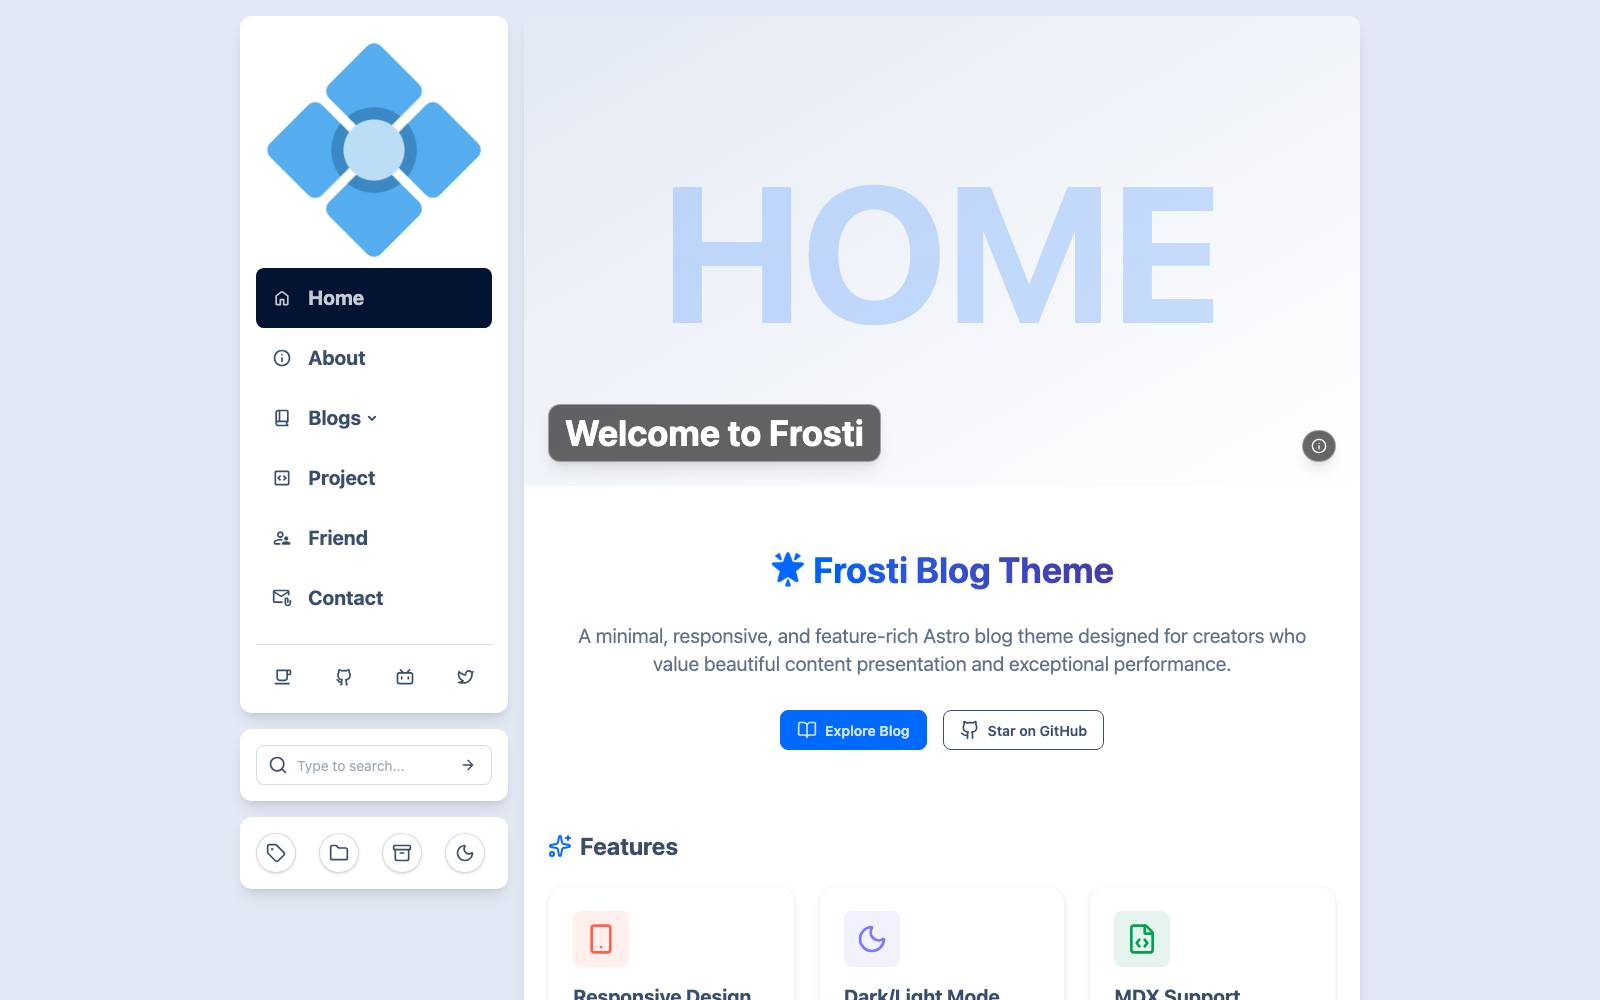 Home
About
Blogs
Project
Friend
Contact
Type to search...
HOME
Welcome to Frosti
Frosti Blog Theme
A minimal, responsive, and feature-rich Astro blog theme designed for creators who
value beautiful content presentation and exceptional performance.
Explore Blog
Star on GitHub
Features
Responsive Design
Dark/Light Mode
MDX Support